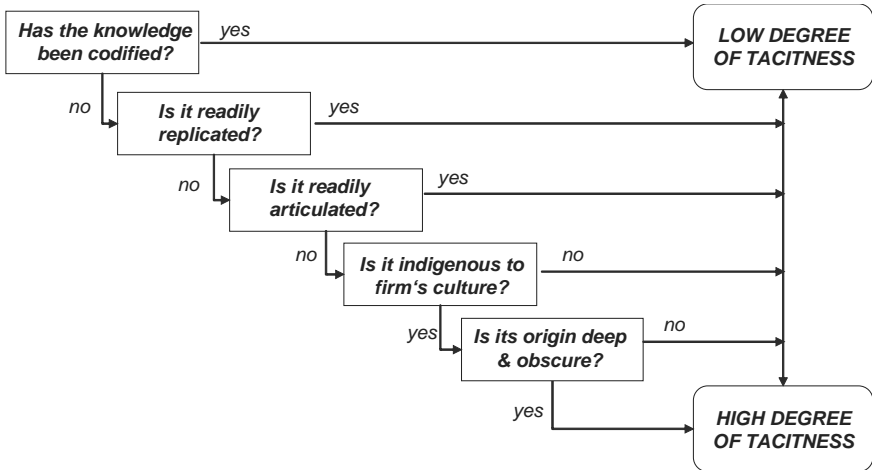 Has the knowledge
been codified?
yes
LOW DEGREE
OF TACITNESS
no
Is it readily
replicated?
yes
no
Is it readily
articulated?
yes
no
Is it indigenous to
firm‘s culture?
no
yes
Is its origin deep
& obscure?
no
yes
HIGH DEGREE
OF TACITNESS